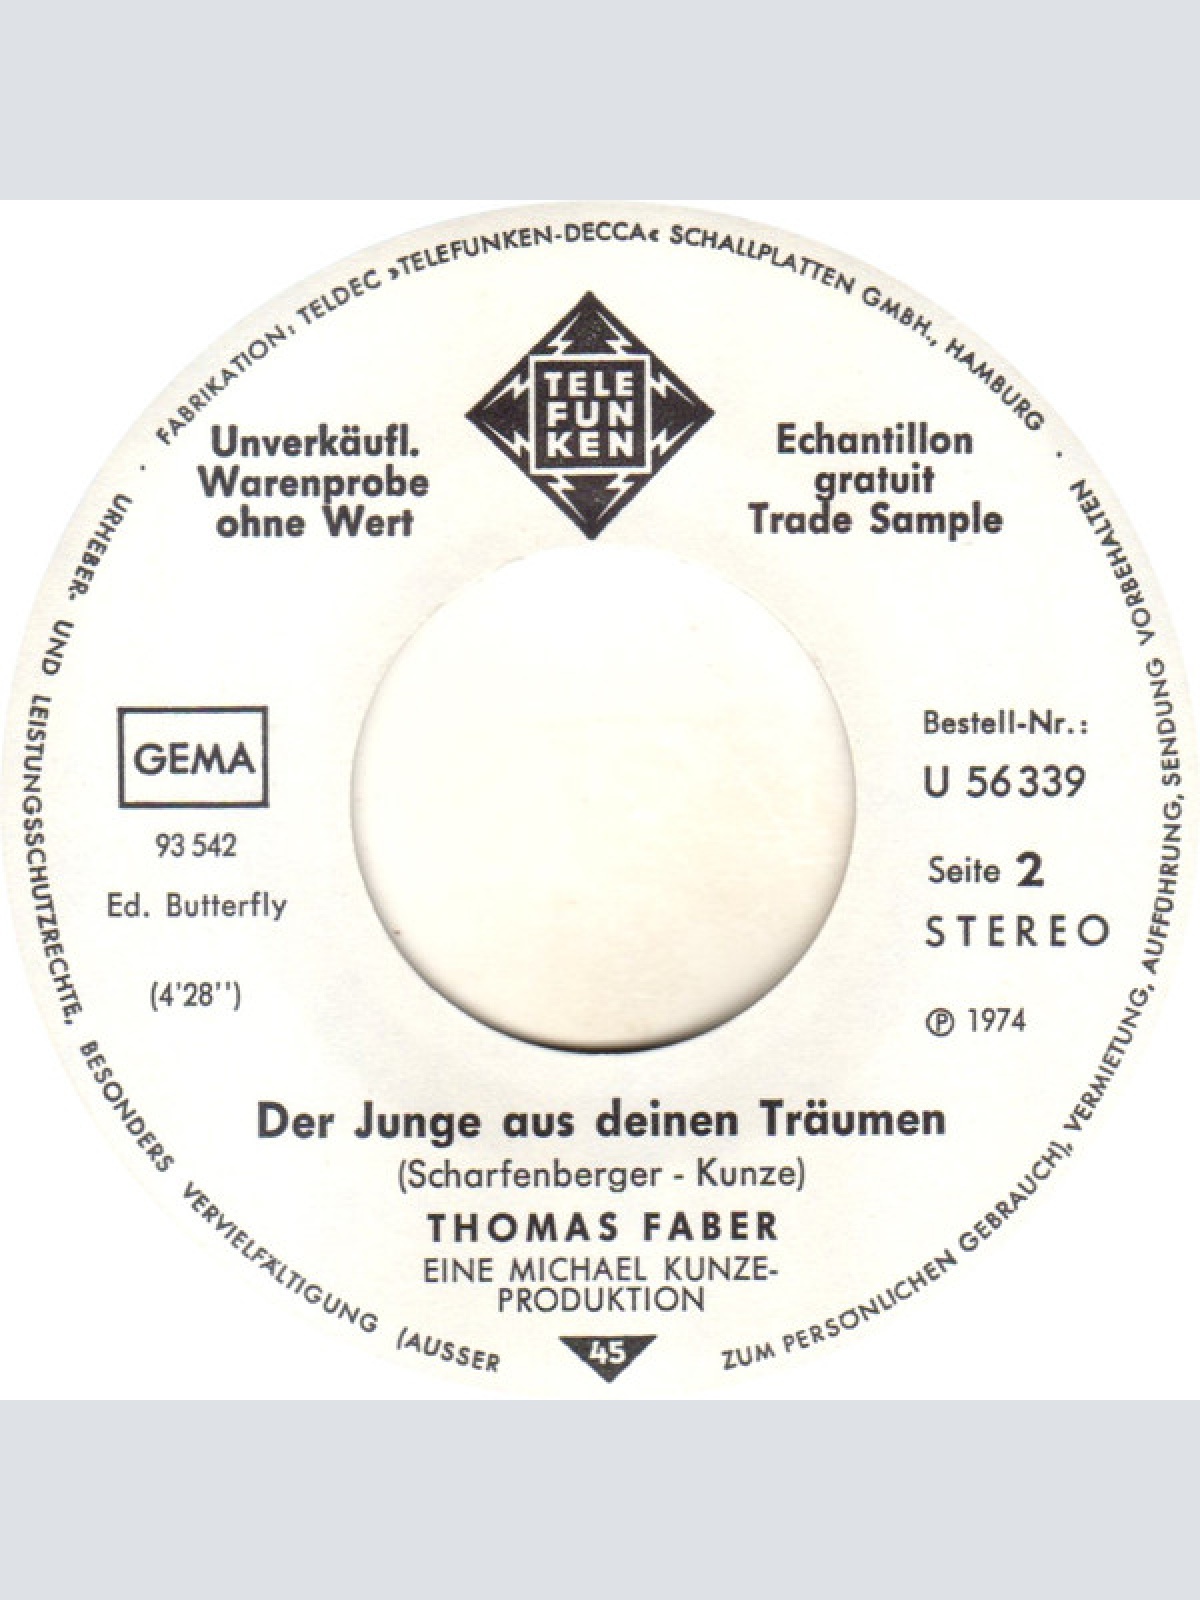 FABRIKATION: TELDEC »TELEFUNKEN-DECCA« SCHALLPLATTEN GMBH., HAMBURG ·
URHEBER- UND LEISTUNGSSCHUTZRECHTE, BESONDERS VERVIELFÄLTIGUNG (AUSSER ZUM PERSÖNLICHEN GEBRAUCH), VERMIETUNG, AUFFÜHRUNG, SENDUNG VORBEHALTEN ·
TELE
FUN
KEN
Unverkäufl.
Warenprobe
ohne Wert
Echantillon
gratuit
Trade Sample
GEMA
93 542
Ed. Butterfly
(4'28'')
Bestell-Nr.:
U 56 339
Seite 2
STEREO
℗ 1974
Der Junge aus deinen Träumen
(Scharfenberger - Kunze)
THOMAS FABER
EINE MICHAEL KUNZE-
PRODUKTION
45